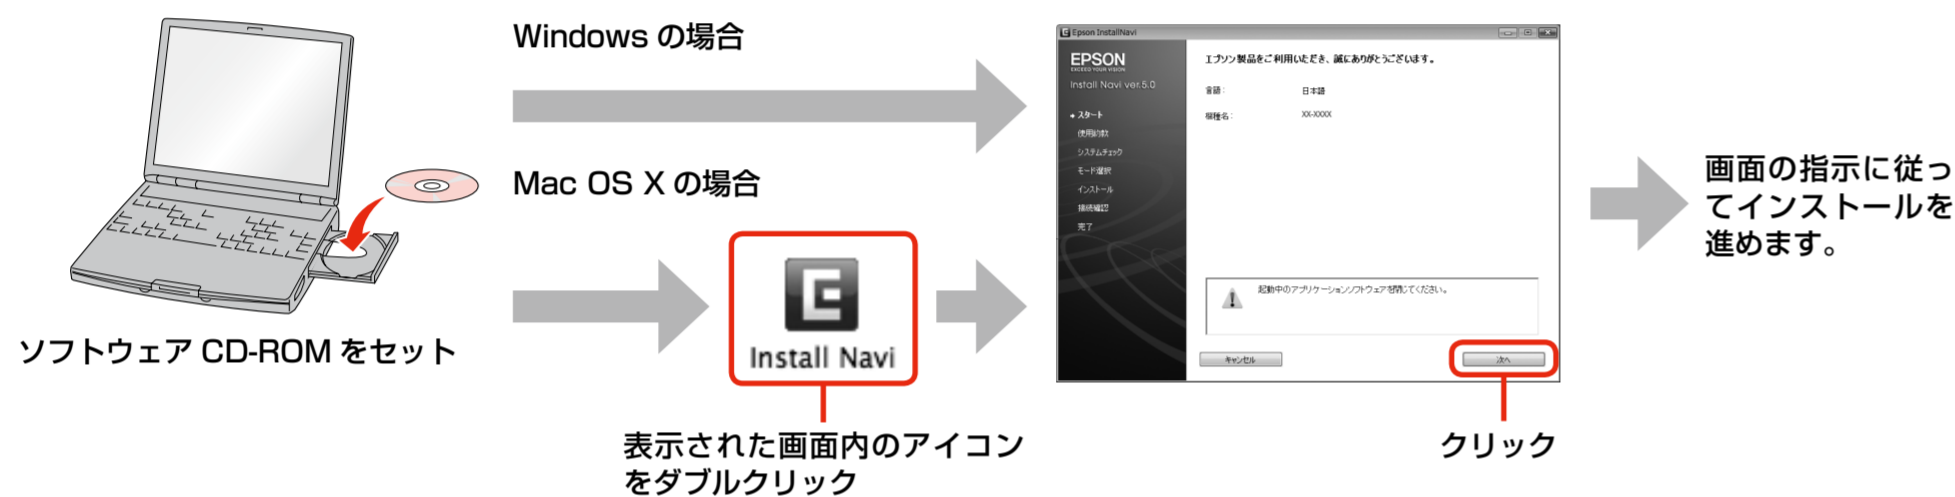 ソフトウェア CD-ROM をセット
Windows の場合
Mac OS X の場合
Install Navi
表示された画面内のアイコン
をダブルクリック
Epson InstallNavi
EPSON
EXCEED YOUR VISION
Install Navi ver.5.0
スタート
使用約款
システムチェック
モード選択
インストール
接続確認
完了
エプソン製品をご利用いただき、誠にありがとうございます。
言語： 日本語
機種名： XX-XXXX
起動中のアプリケーションソフトウェアを閉じてください。
キャンセル
次へ
クリック
画面の指示に従っ
てインストールを
進めます。